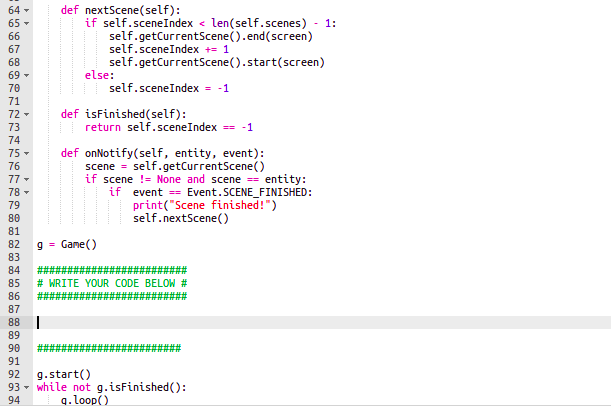 64 def nextScene(self):
65 if self.sceneIndex < len(self.scenes) - 1:
66 self.getCurrentScene().end(screen)
67 self.sceneIndex += 1
68 self.getCurrentScene().start(screen)
69 else:
70 self.sceneIndex = -1
71
72 def isFinished(self):
73 return self.sceneIndex == -1
74
75 def onNotify(self, entity, event):
76 scene = self.getCurrentScene()
77 if scene != None and scene == entity:
78 if event == Event.SCENE_FINISHED:
79 print("Scene finished!")
80 self.nextScene()
81
82 g = Game()
83
84 #########################
85 # WRITE YOUR CODE BELOW #
86 #########################
87
88
89
90 ########################
91
92 g.start()
93 while not g.isFinished():
94 g.loop()